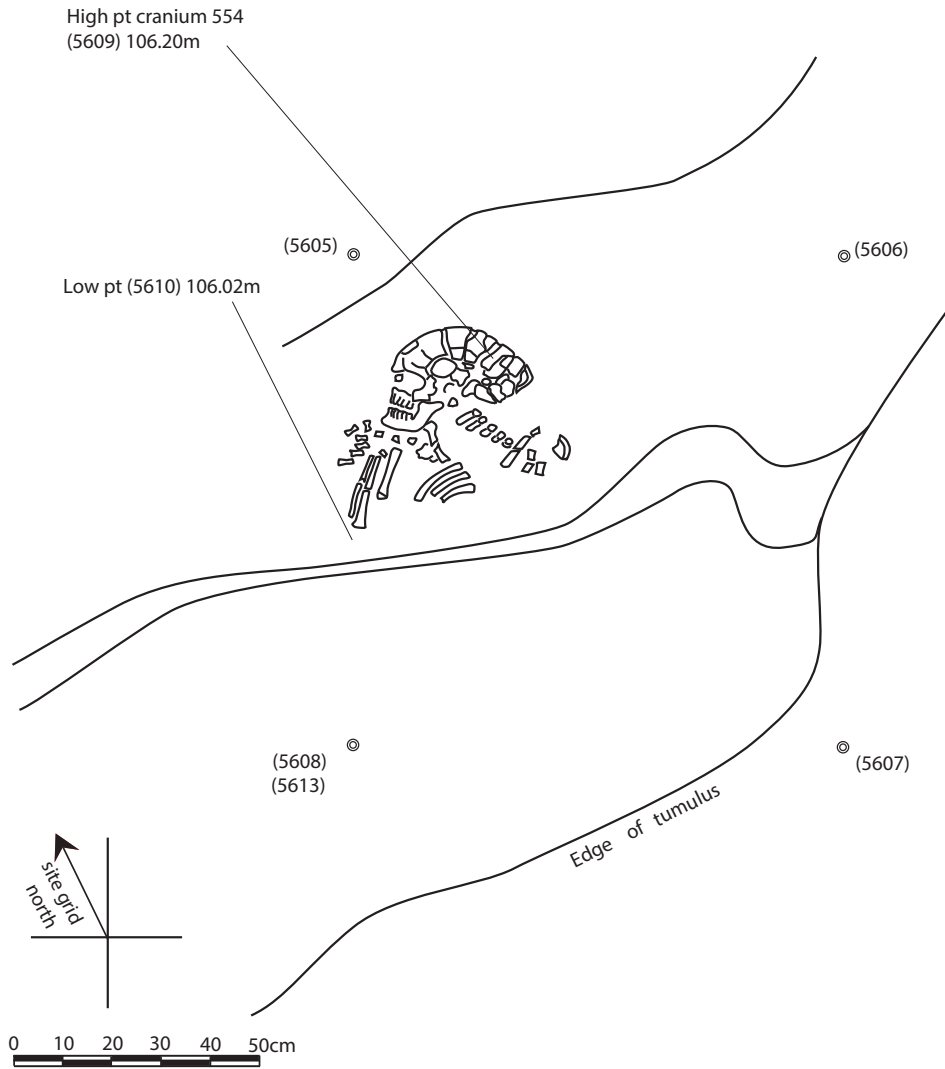 High pt cranium 554
(5609) 106.20m
(5605)
(5606)
Low pt (5610) 106.02m
(5608)
(5613)
(5607)
Edge of tumulus
site grid
north
0 10 20 30 40 50cm